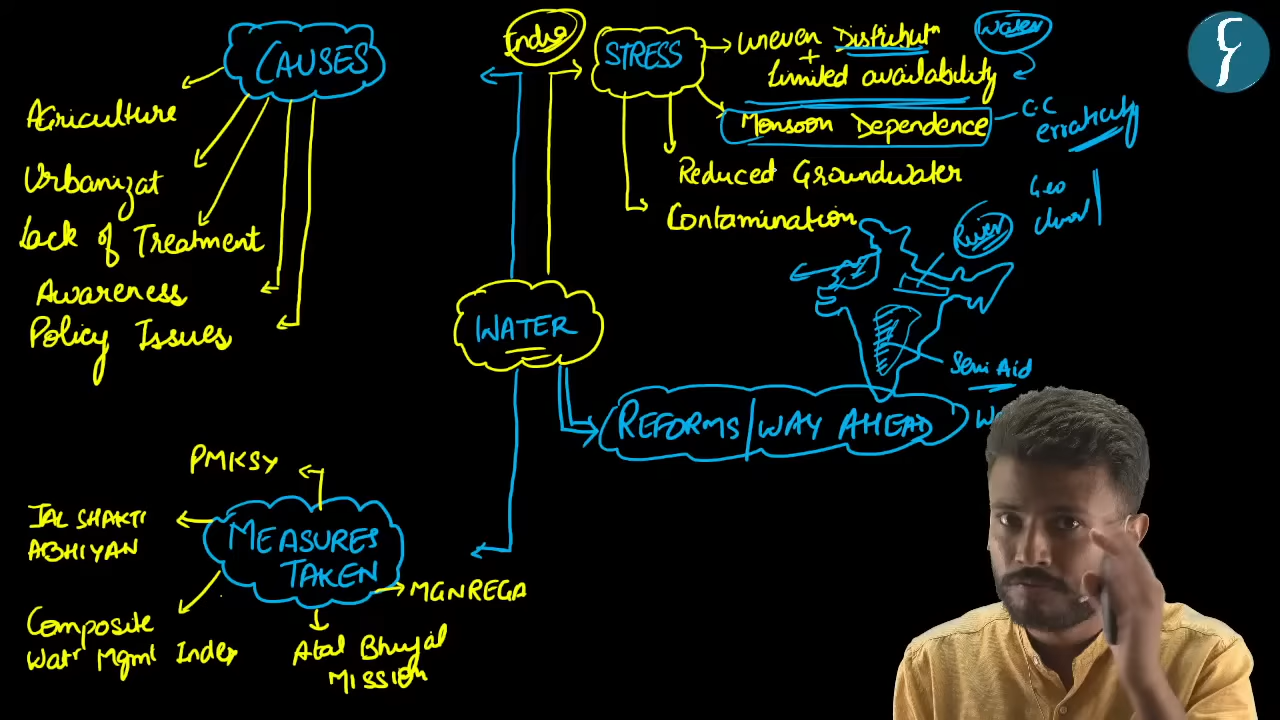 CAUSES
Agriculture
Urbanizat
Lack of Treatment
Awareness
Policy Issues
India
STRESS
Uneven Distributn
+
Limited availability
Water
Monsoon Dependence
C.C
erraticity
Reduced Groundwater
Contamination
Geo
River
Semi Aid
WATER
REFORMS | WAY AHEAD
PMKSY
JAL SHAKTI
ABHIYAN
MEASURES
TAKEN
MGNREGA
Composite
Watr Mgmt Index
Atal Bhujal
MISSION